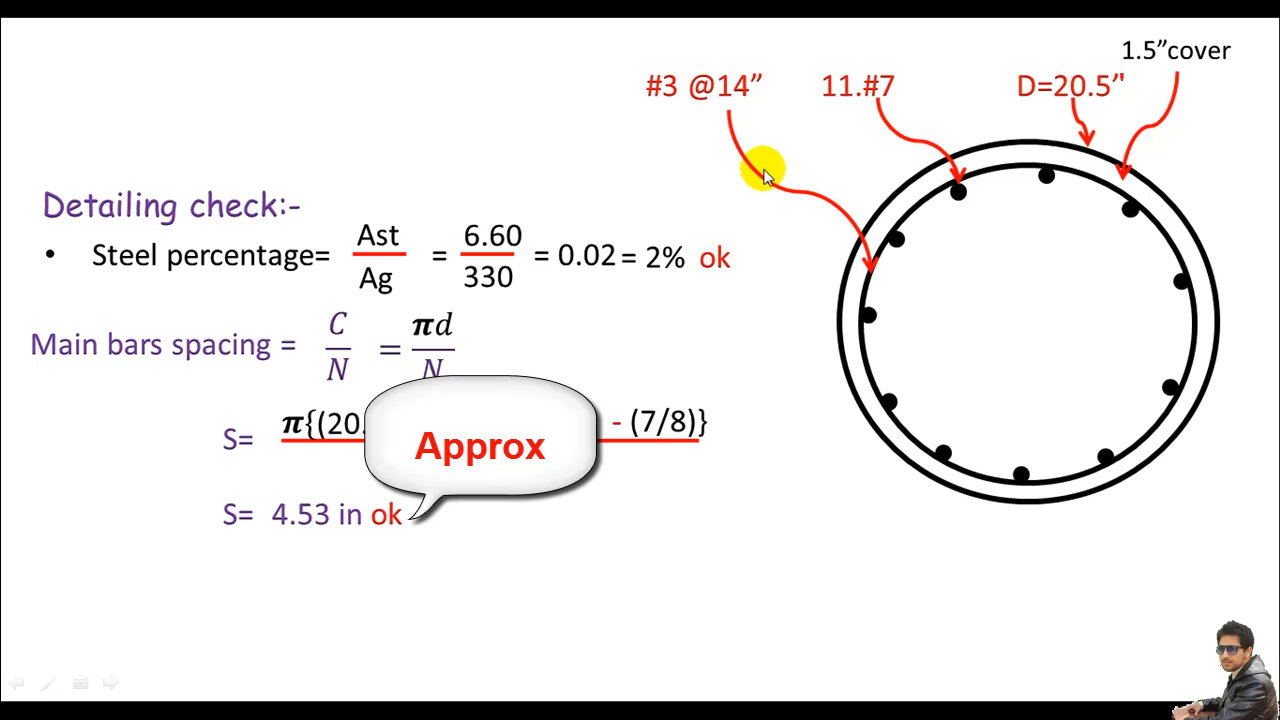 1.5”cover
#3 @14” 11.#7 D=20.5"
Detailing check:-
• Steel percentage= Ast / Ag = 6.60 / 330 = 0.02 = 2% ok
Main bars spacing = C / N = πd / N
S= π{(20. - (7/8)}
Approx
S= 4.53 in ok